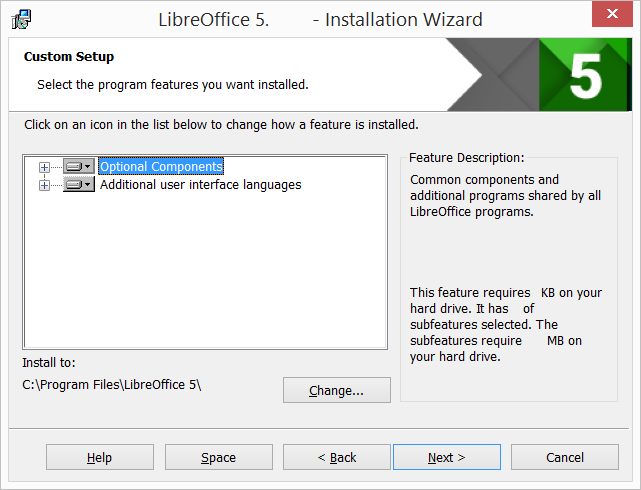 LibreOffice 5. - Installation Wizard
Custom Setup
Select the program features you want installed.
5
Click on an icon in the list below to change how a feature is installed.
Optional Components
Additional user interface languages
Feature Description:
Common components and
additional programs shared by all
LibreOffice programs.
This feature requires KB on your
hard drive. It has of
subfeatures selected. The
subfeatures require MB on
your hard drive.
Install to:
C:\Program Files\LibreOffice 5\
Change...
Help
Space
< Back
Next >
Cancel